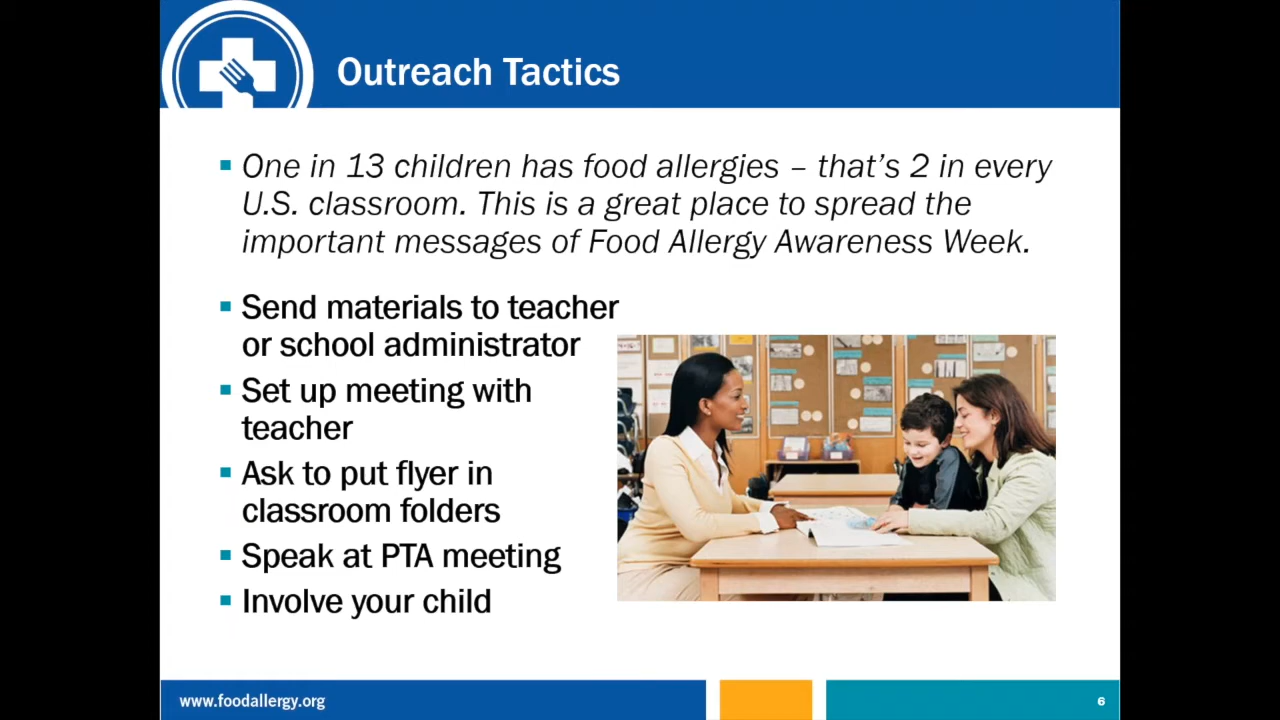 Outreach Tactics
One in 13 children has food allergies – that’s 2 in every
U.S. classroom. This is a great place to spread the
important messages of Food Allergy Awareness Week.
Send materials to teacher
or school administrator
Set up meeting with
teacher
Ask to put flyer in
classroom folders
Speak at PTA meeting
Involve your child
www.foodallergy.org
6